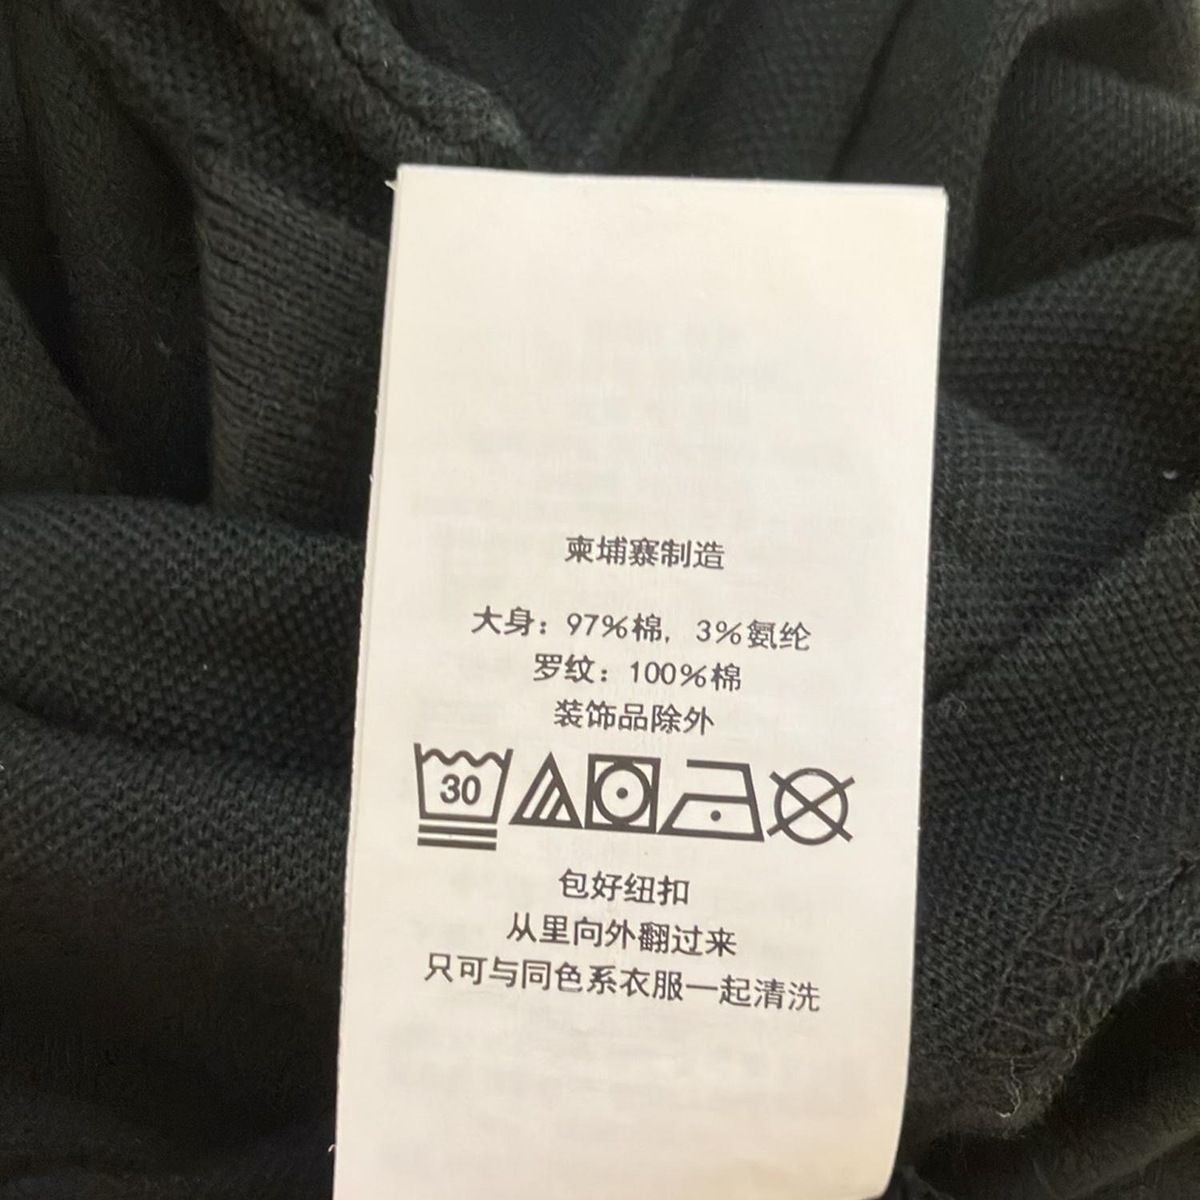 柬埔寨制造
大身：97%棉，3%氨纶
罗纹：100%棉
装饰品除外
30
包好纽扣
从里向外翻过来
只可与同色系衣服一起清洗